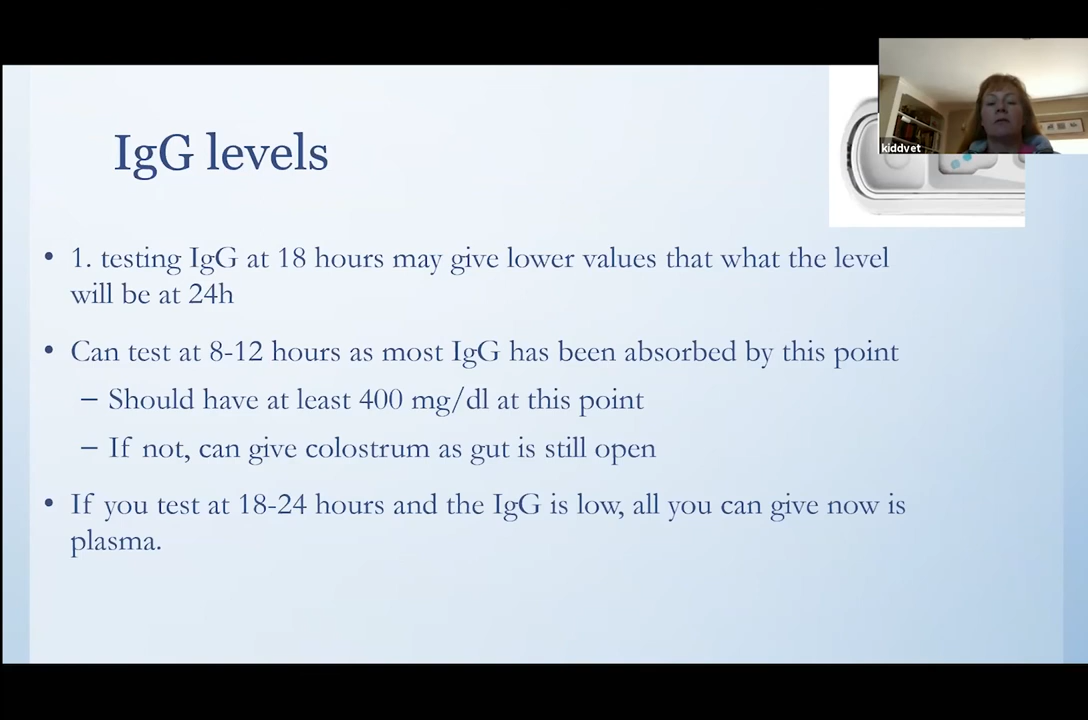 kiddvet
IgG levels
• 1. testing IgG at 18 hours may give lower values that what the level
will be at 24h
• Can test at 8-12 hours as most IgG has been absorbed by this point
– Should have at least 400 mg/dl at this point
– If not, can give colostrum as gut is still open
• If you test at 18-24 hours and the IgG is low, all you can give now is
plasma.